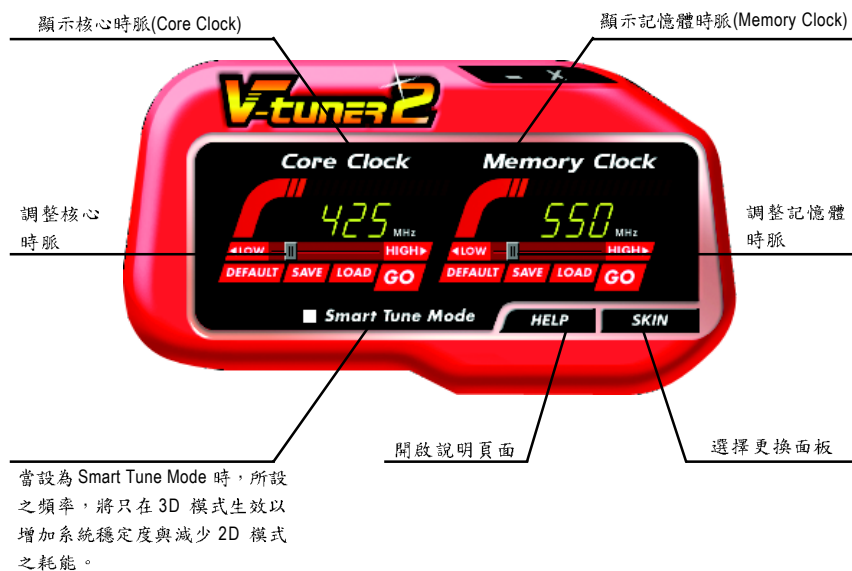 顯示核心時脈(Core Clock)
顯示記憶體時脈(Memory Clock)
V-tuner2
Core Clock
Memory Clock
調整核心
時脈
425 MHz
550 MHz
調整記憶體
時脈
LOW
HIGH
LOW
HIGH
DEFAULT SAVE LOAD GO
DEFAULT SAVE LOAD GO
Smart Tune Mode
HELP
SKIN
開啟說明頁面
選擇更換面板
當設為 Smart Tune Mode 時，所設
之頻率，將只在 3D 模式生效以
增加系統穩定度與減少 2D 模式
之耗能。